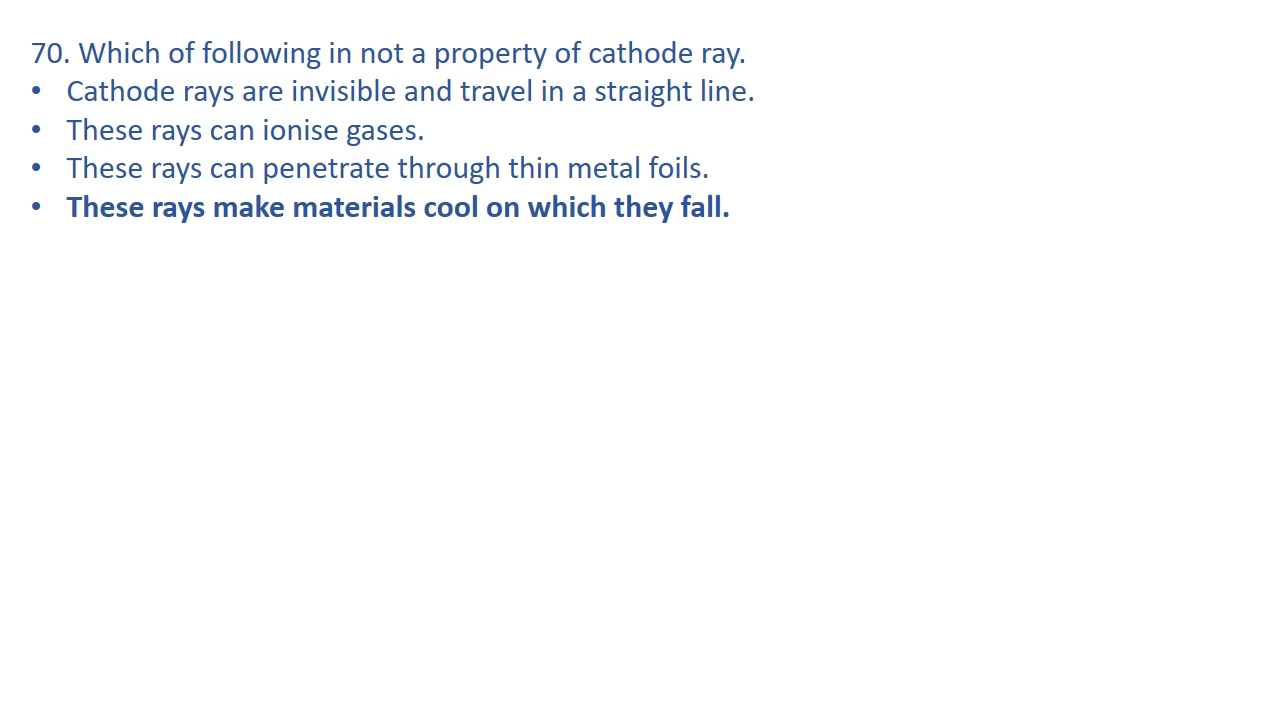 70. Which of following in not a property of cathode ray.
• Cathode rays are invisible and travel in a straight line.
• These rays can ionise gases.
• These rays can penetrate through thin metal foils.
• These rays make materials cool on which they fall.